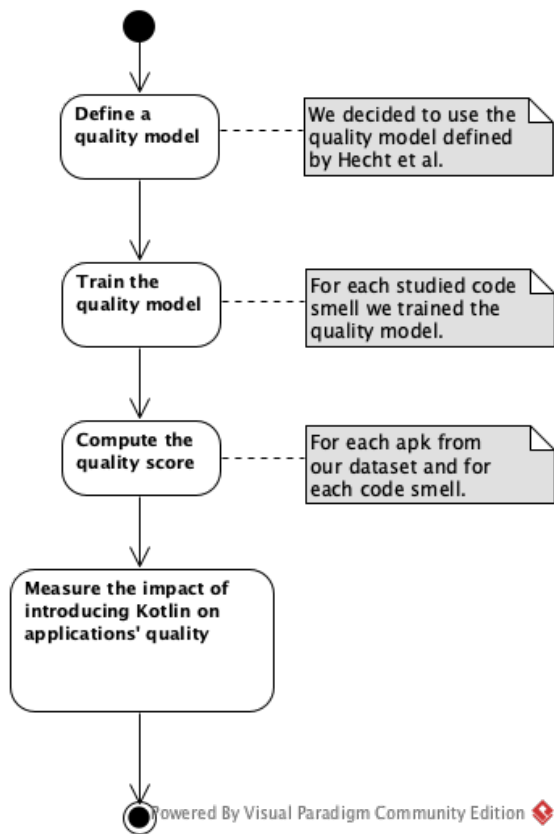 Define a
quality model
We decided to use the
quality model defined
by Hecht et al.
Train the
quality model
For each studied code
smell we trained the
quality model.
Compute the
quality score
For each apk from
our dataset and for
each code smell.
Measure the impact of
introducing Kotlin on
applications' quality
Powered By Visual Paradigm Community Edition